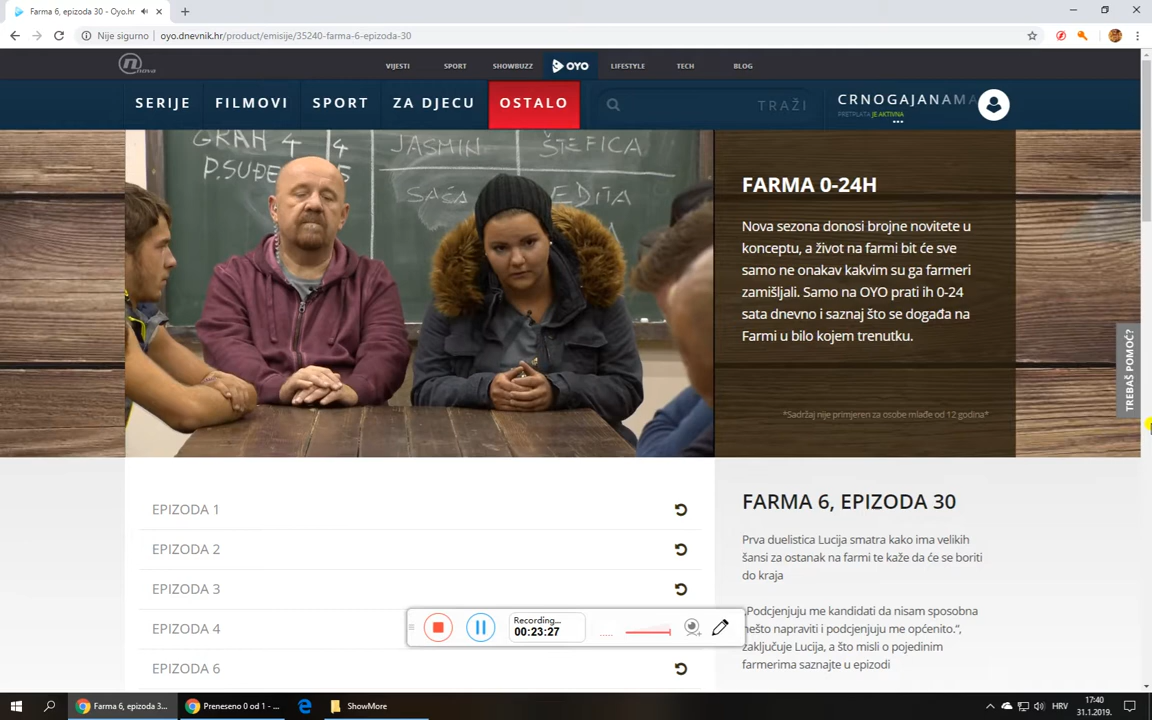 Farma 6, epizoda 30 - Oyo.hr
Nije sigurno | oyo.dnevnik.hr/product/emisije/35240-farma-6-epizoda-30
nova
VIJESTI SPORT SHOWBUZZ OYO LIFESTYLE TECH BLOG
SERIJE FILMOVI SPORT ZA DJECU OSTALO TRAŽI CRNOGAJANAMA
PRETPLATA JE AKTIVNA
GRAH 4 4 JASMIN ŠTEFICA
P.SUĐE
SAŠA EDITA
FARMA 0-24H
Nova sezona donosi brojne novitete u
konceptu, a život na farmi bit će sve
samo ne onakav kakvim su ga farmeri
zamišljali. Samo na OYO prati ih 0-24
sata dnevno i saznaj što se događa na
Farmi u bilo kojem trenutku.
*Sadržaj nije primjeren za osobe mlađe od 12 godina*
TREBAŠ POMOĆ?
EPIZODA 1
EPIZODA 2
EPIZODA 3
EPIZODA 4
EPIZODA 6
FARMA 6, EPIZODA 30
Prva duelistica Lucija smatra kako ima velikih
šansi za ostanak na farmi te kaže da će se boriti
do kraja
„Podcjenjuju me kandidati da nisam sposobna
nešto napraviti i podcjenjuju me općenito.“,
zaključuje Lucija, a što misli o pojedinim
farmerima saznajte u epizodi
Recording...
00:23:27
Farma 6, epizoda 3... Preneseno 0 od 1 - ... ShowMore
HRV
17:40
31.1.2019.